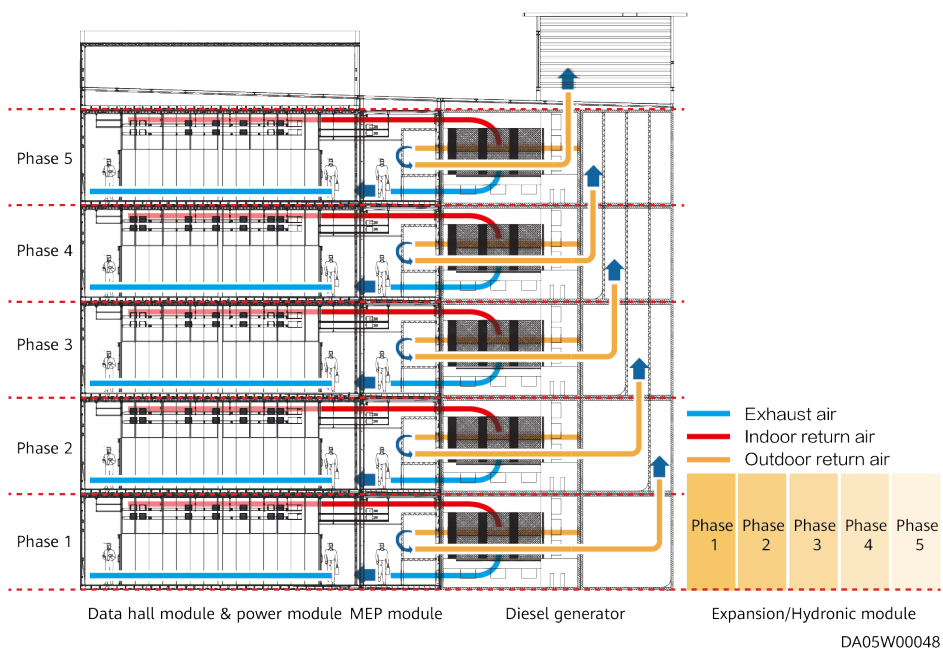 Phase 5
Phase 4
Phase 3
Phase 2
Phase 1
Exhaust air
Indoor return air
Outdoor return air
Phase 1
Phase 2
Phase 3
Phase 4
Phase 5
Data hall module & power module
MEP module
Diesel generator
Expansion/Hydronic module
DA05W00048